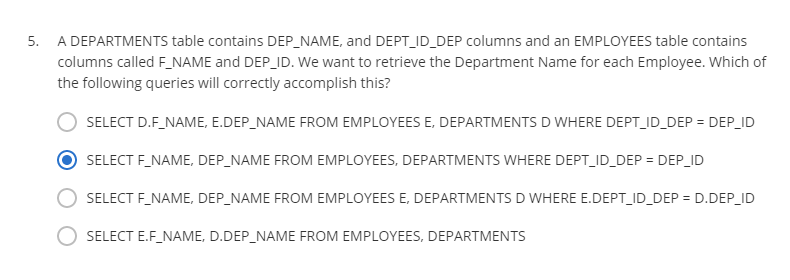 5. A DEPARTMENTS table contains DEP_NAME, and DEPT_ID_DEP columns and an EMPLOYEES table contains
columns called F_NAME and DEP_ID. We want to retrieve the Department Name for each Employee. Which of
the following queries will correctly accomplish this?
SELECT D.F_NAME, E.DEP_NAME FROM EMPLOYEES E, DEPARTMENTS D WHERE DEPT_ID_DEP = DEP_ID
SELECT F_NAME, DEP_NAME FROM EMPLOYEES, DEPARTMENTS WHERE DEPT_ID_DEP = DEP_ID
SELECT F_NAME, DEP_NAME FROM EMPLOYEES E, DEPARTMENTS D WHERE E.DEPT_ID_DEP = D.DEP_ID
SELECT E.F_NAME, D.DEP_NAME FROM EMPLOYEES, DEPARTMENTS